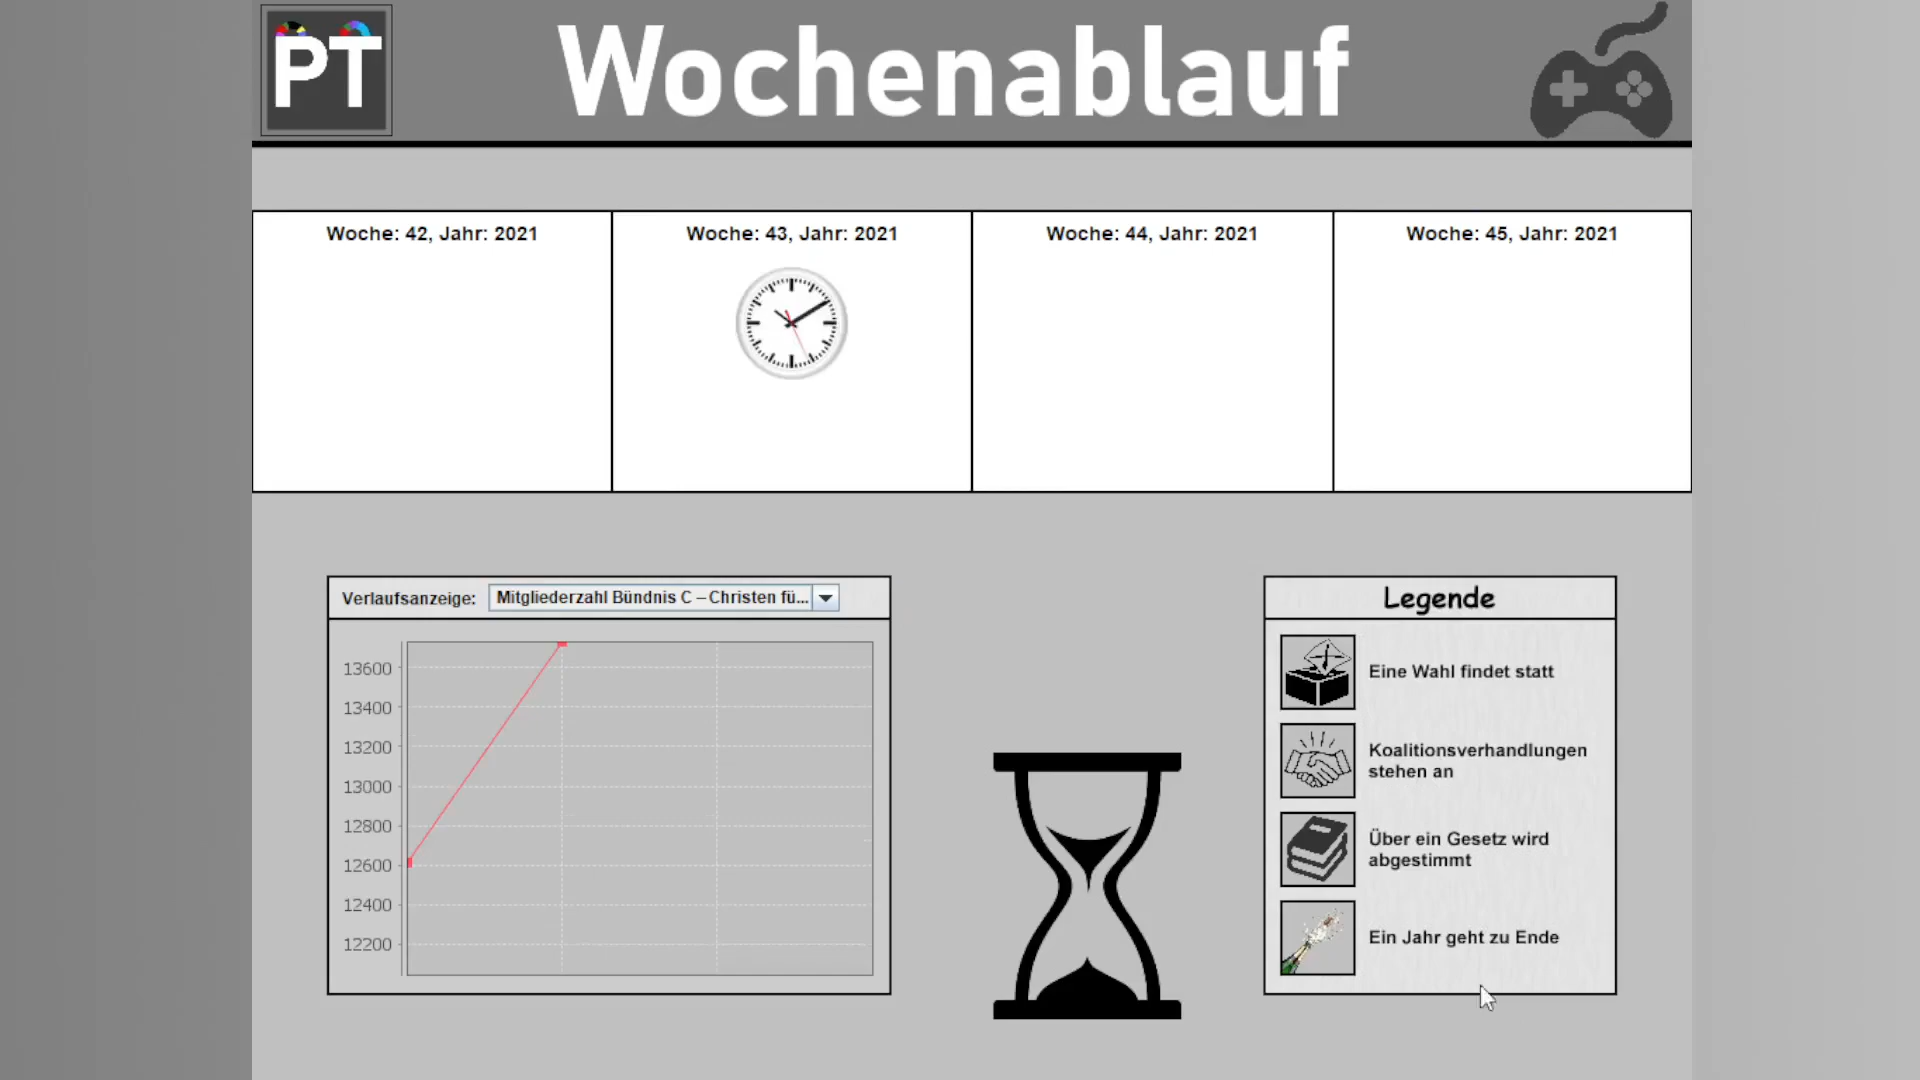 PT
Wochenablauf
Woche: 42, Jahr: 2021
Woche: 43, Jahr: 2021
Woche: 44, Jahr: 2021
Woche: 45, Jahr: 2021
Verlaufsanzeige:
Mitgliederzahl Bündnis C – Christen fü...
13600
13400
13200
13000
12800
12600
12400
12200
Legende
Eine Wahl findet statt
Koalitionsverhandlungen
stehen an
Über ein Gesetz wird
abgestimmt
Ein Jahr geht zu Ende